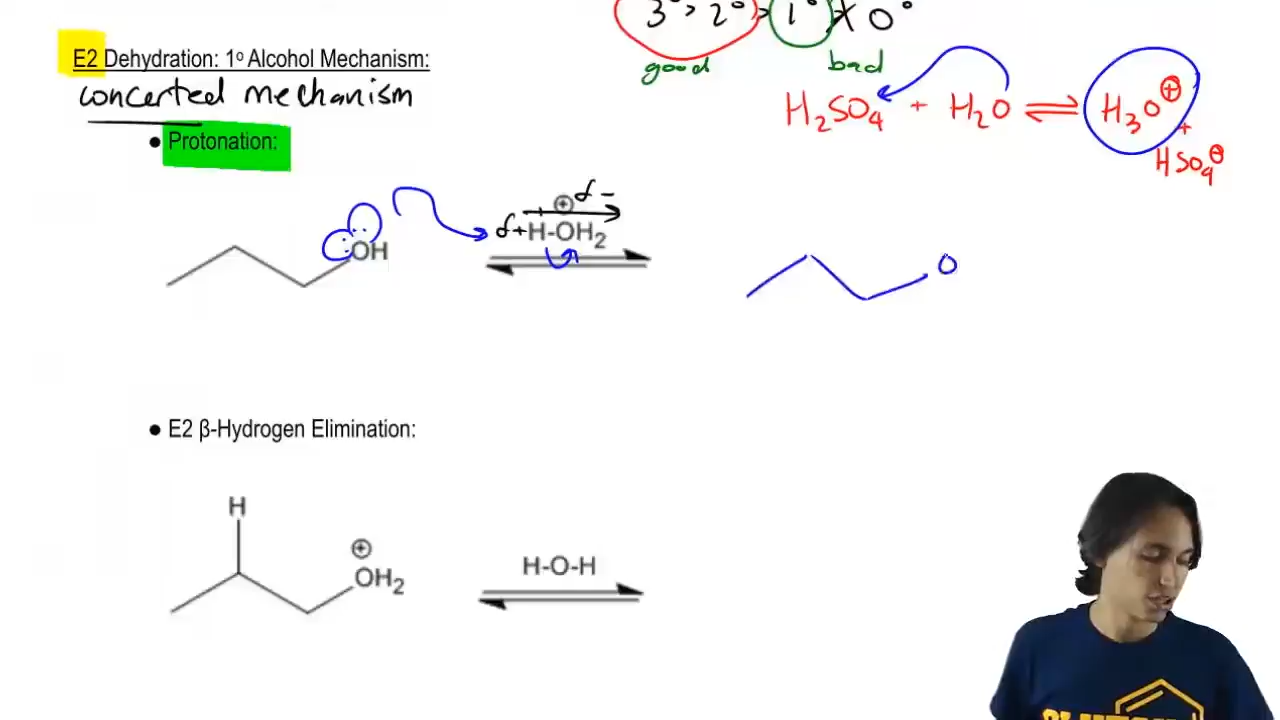 3° > 2° > 1° > 0°
good bad
E2 Dehydration: 1° Alcohol Mechanism:
concerted mechanism
H2SO4 + H2O ⇌ H3O⊕
+ HSO4⊖
● Protonation:
⊕ δ-
OH δ+ H-OH2 O
● E2 β-Hydrogen Elimination:
H
⊕
OH2 H-O-H